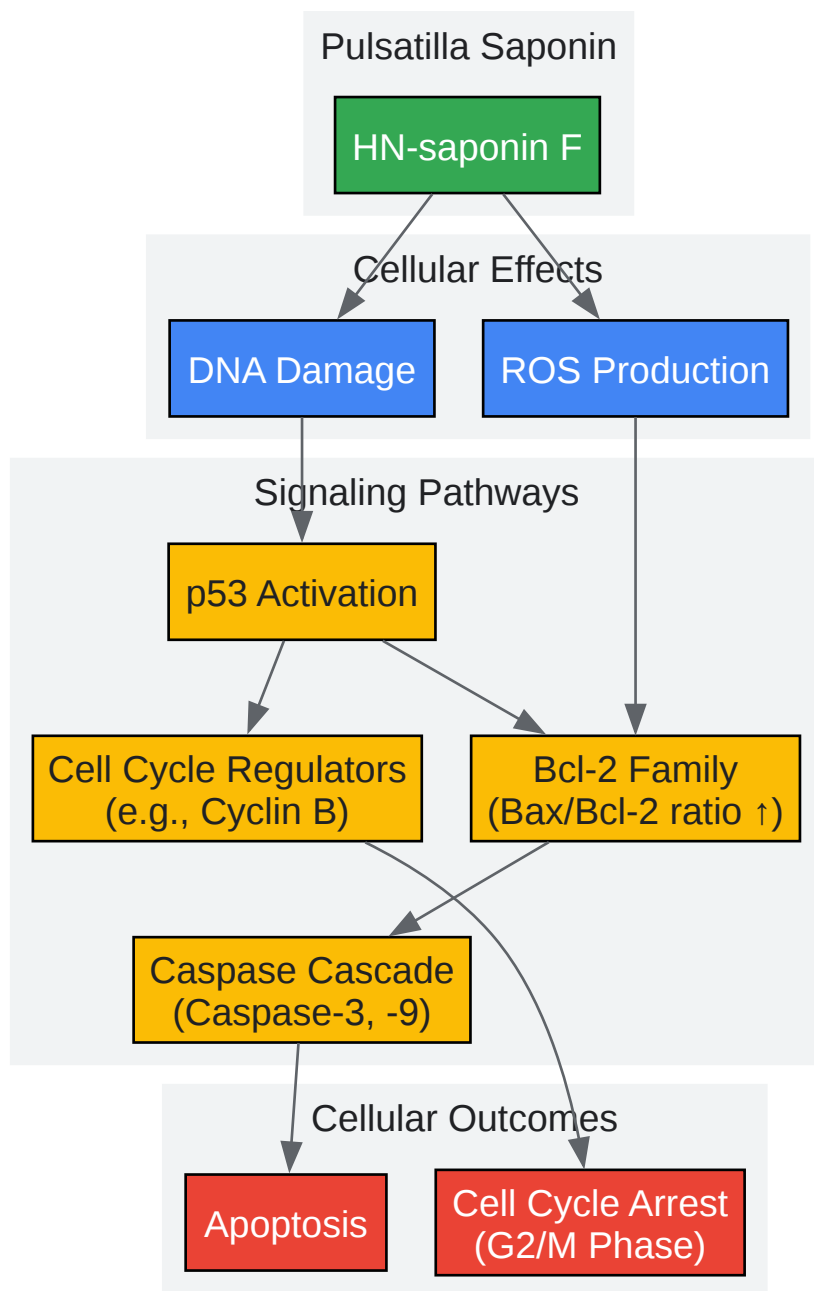 Pulsatilla Saponin
HN-saponin F
Cellular Effects
DNA Damage
ROS Production
Signaling Pathways
p53 Activation
Cell Cycle Regulators
(e.g., Cyclin B)
Bcl-2 Family
(Bax/Bcl-2 ratio ↑)
Caspase Cascade
(Caspase-3, -9)
Cellular Outcomes
Apoptosis
Cell Cycle Arrest
(G2/M Phase)